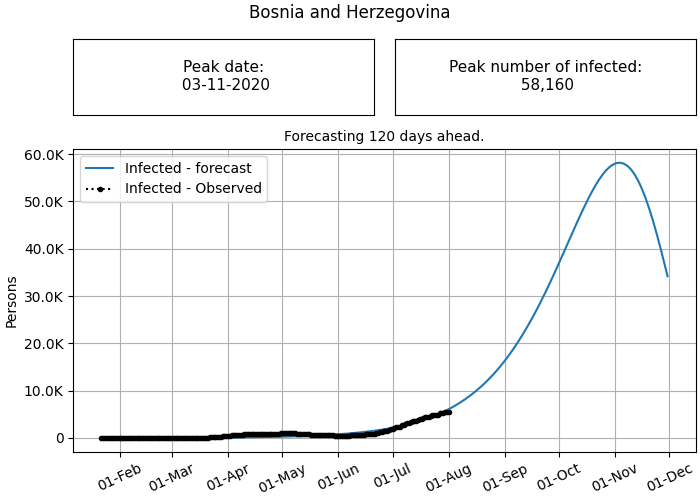 Bosnia and Herzegovina
Peak date:
03-11-2020
Peak number of infected:
58,160
Forecasting 120 days ahead.
60.0K
50.0K
40.0K
30.0K
20.0K
10.0K
0
Persons
Infected - forecast
Infected - Observed
01-Feb
01-Mar
01-Apr
01-May
01-Jun
01-Jul
01-Aug
01-Sep
01-Oct
01-Nov
01-Dec